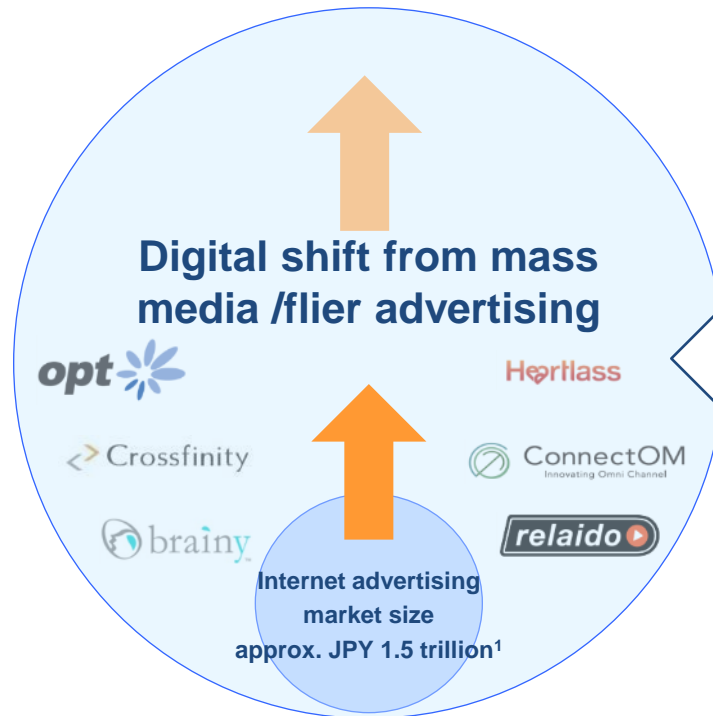 Digital shift from mass
media /flier advertising
opt
Heartlass
Crossfinity
ConnectOM
Innovating Omni Channel
brainy
relaido
Internet advertising
market size
approx. JPY 1.5 trillion¹